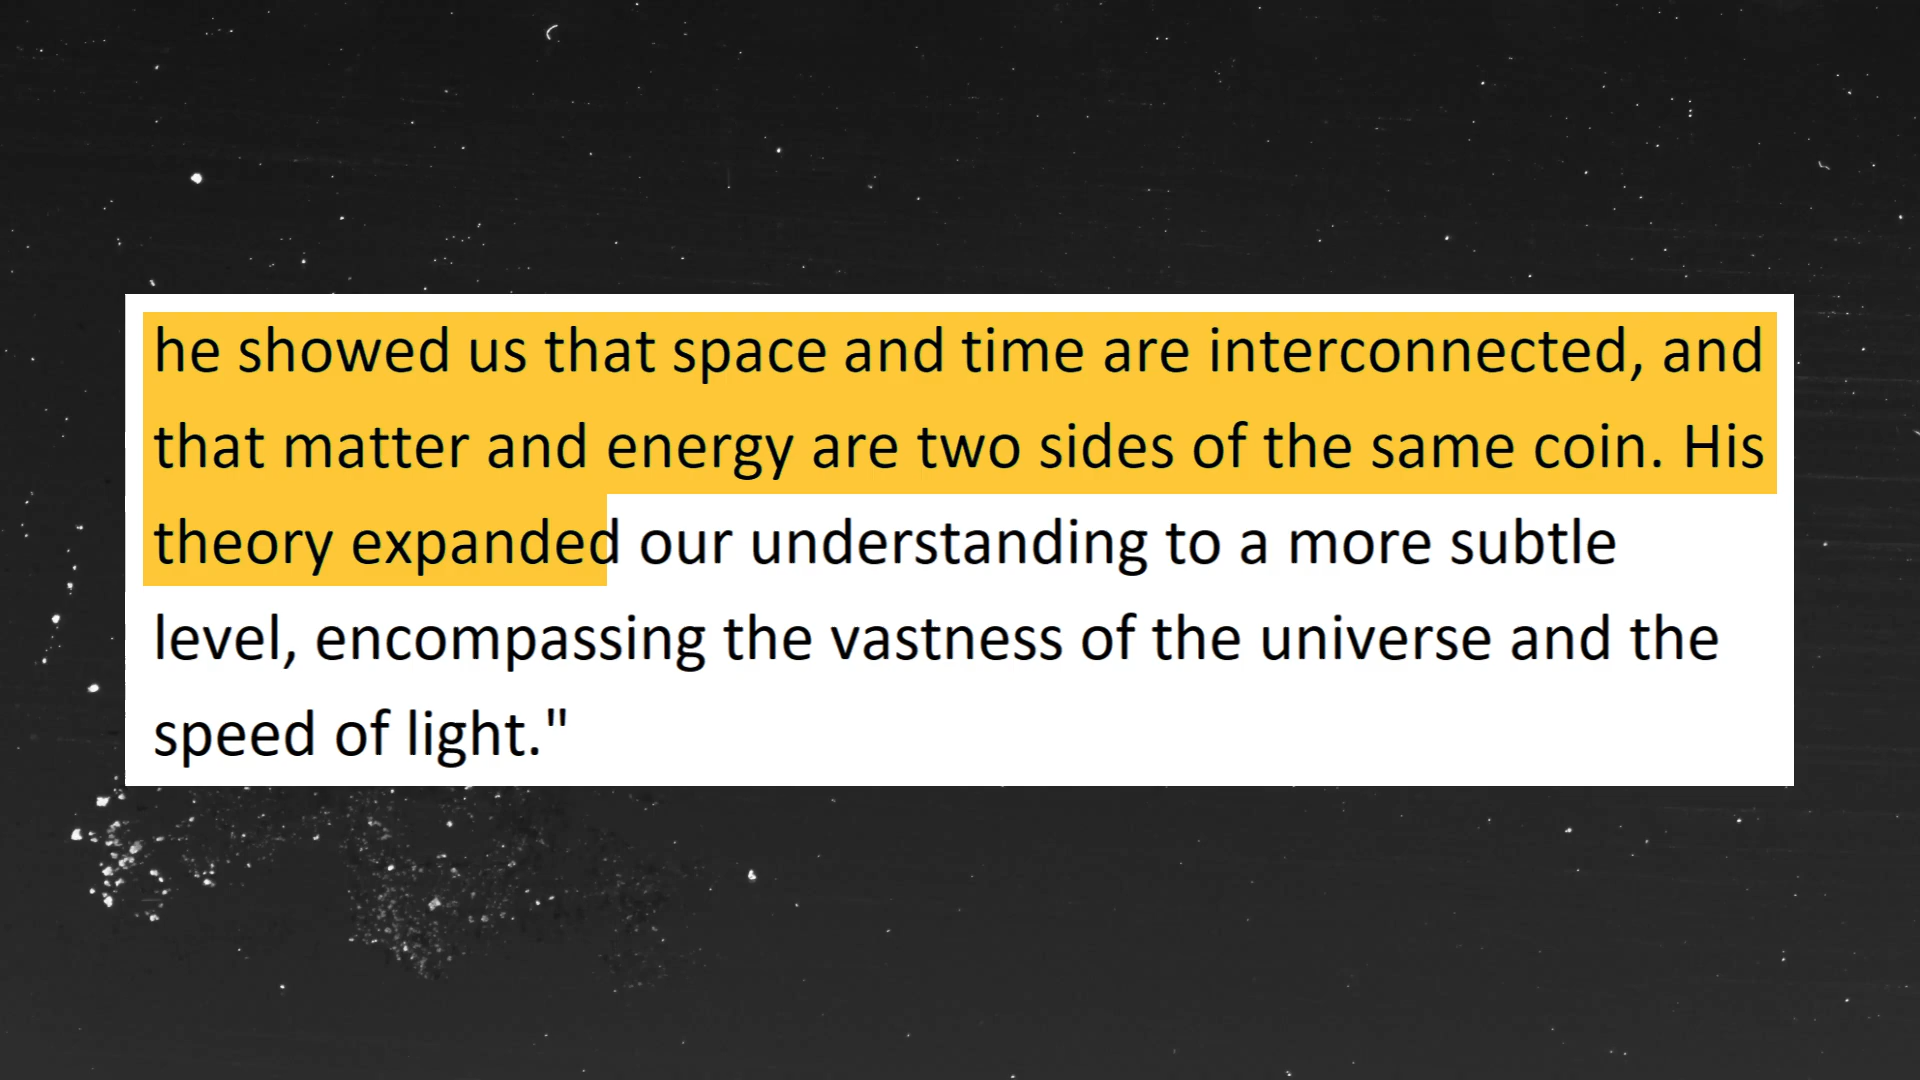 he showed us that space and time are interconnected, and
that matter and energy are two sides of the same coin. His
theory expanded our understanding to a more subtle
level, encompassing the vastness of the universe and the
speed of light."